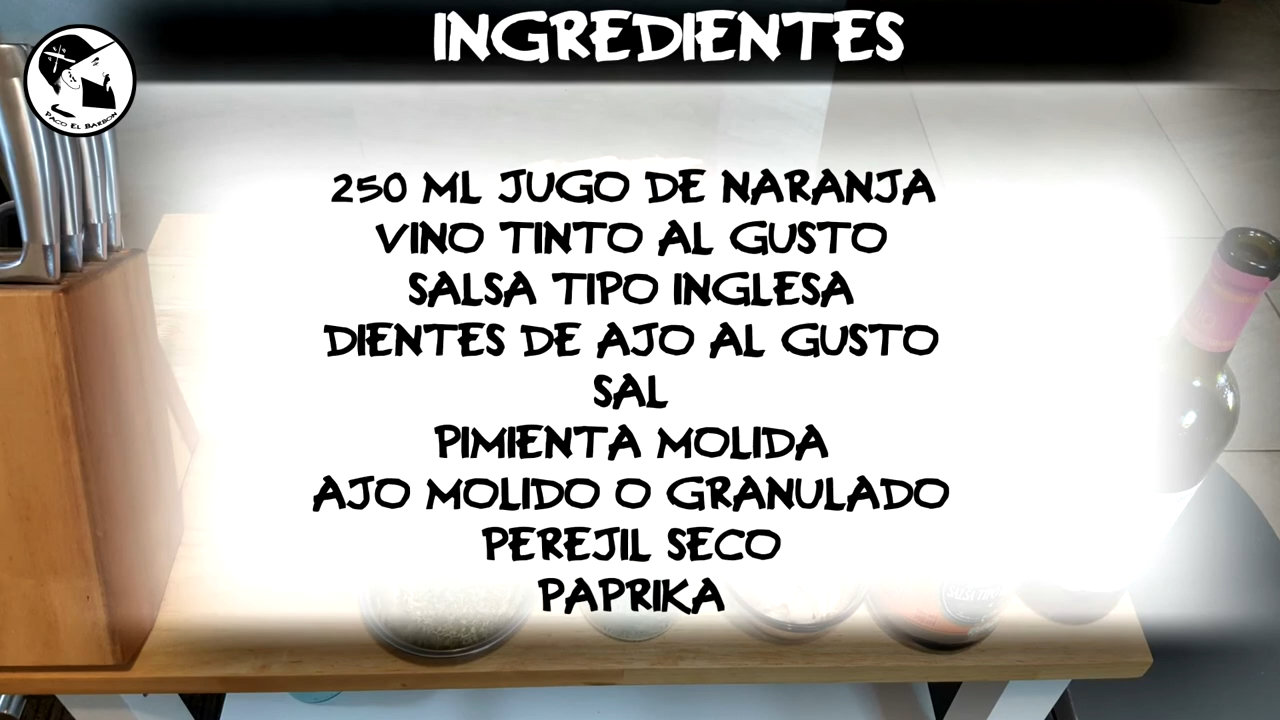 INGREDIENTES
PACO EL BARBON
250 ML JUGO DE NARANJA
VINO TINTO AL GUSTO
SALSA TIPO INGLESA
DIENTES DE AJO AL GUSTO
SAL
PIMIENTA MOLIDA
AJO MOLIDO O GRANULADO
PEREJIL SECO
PAPRIKA